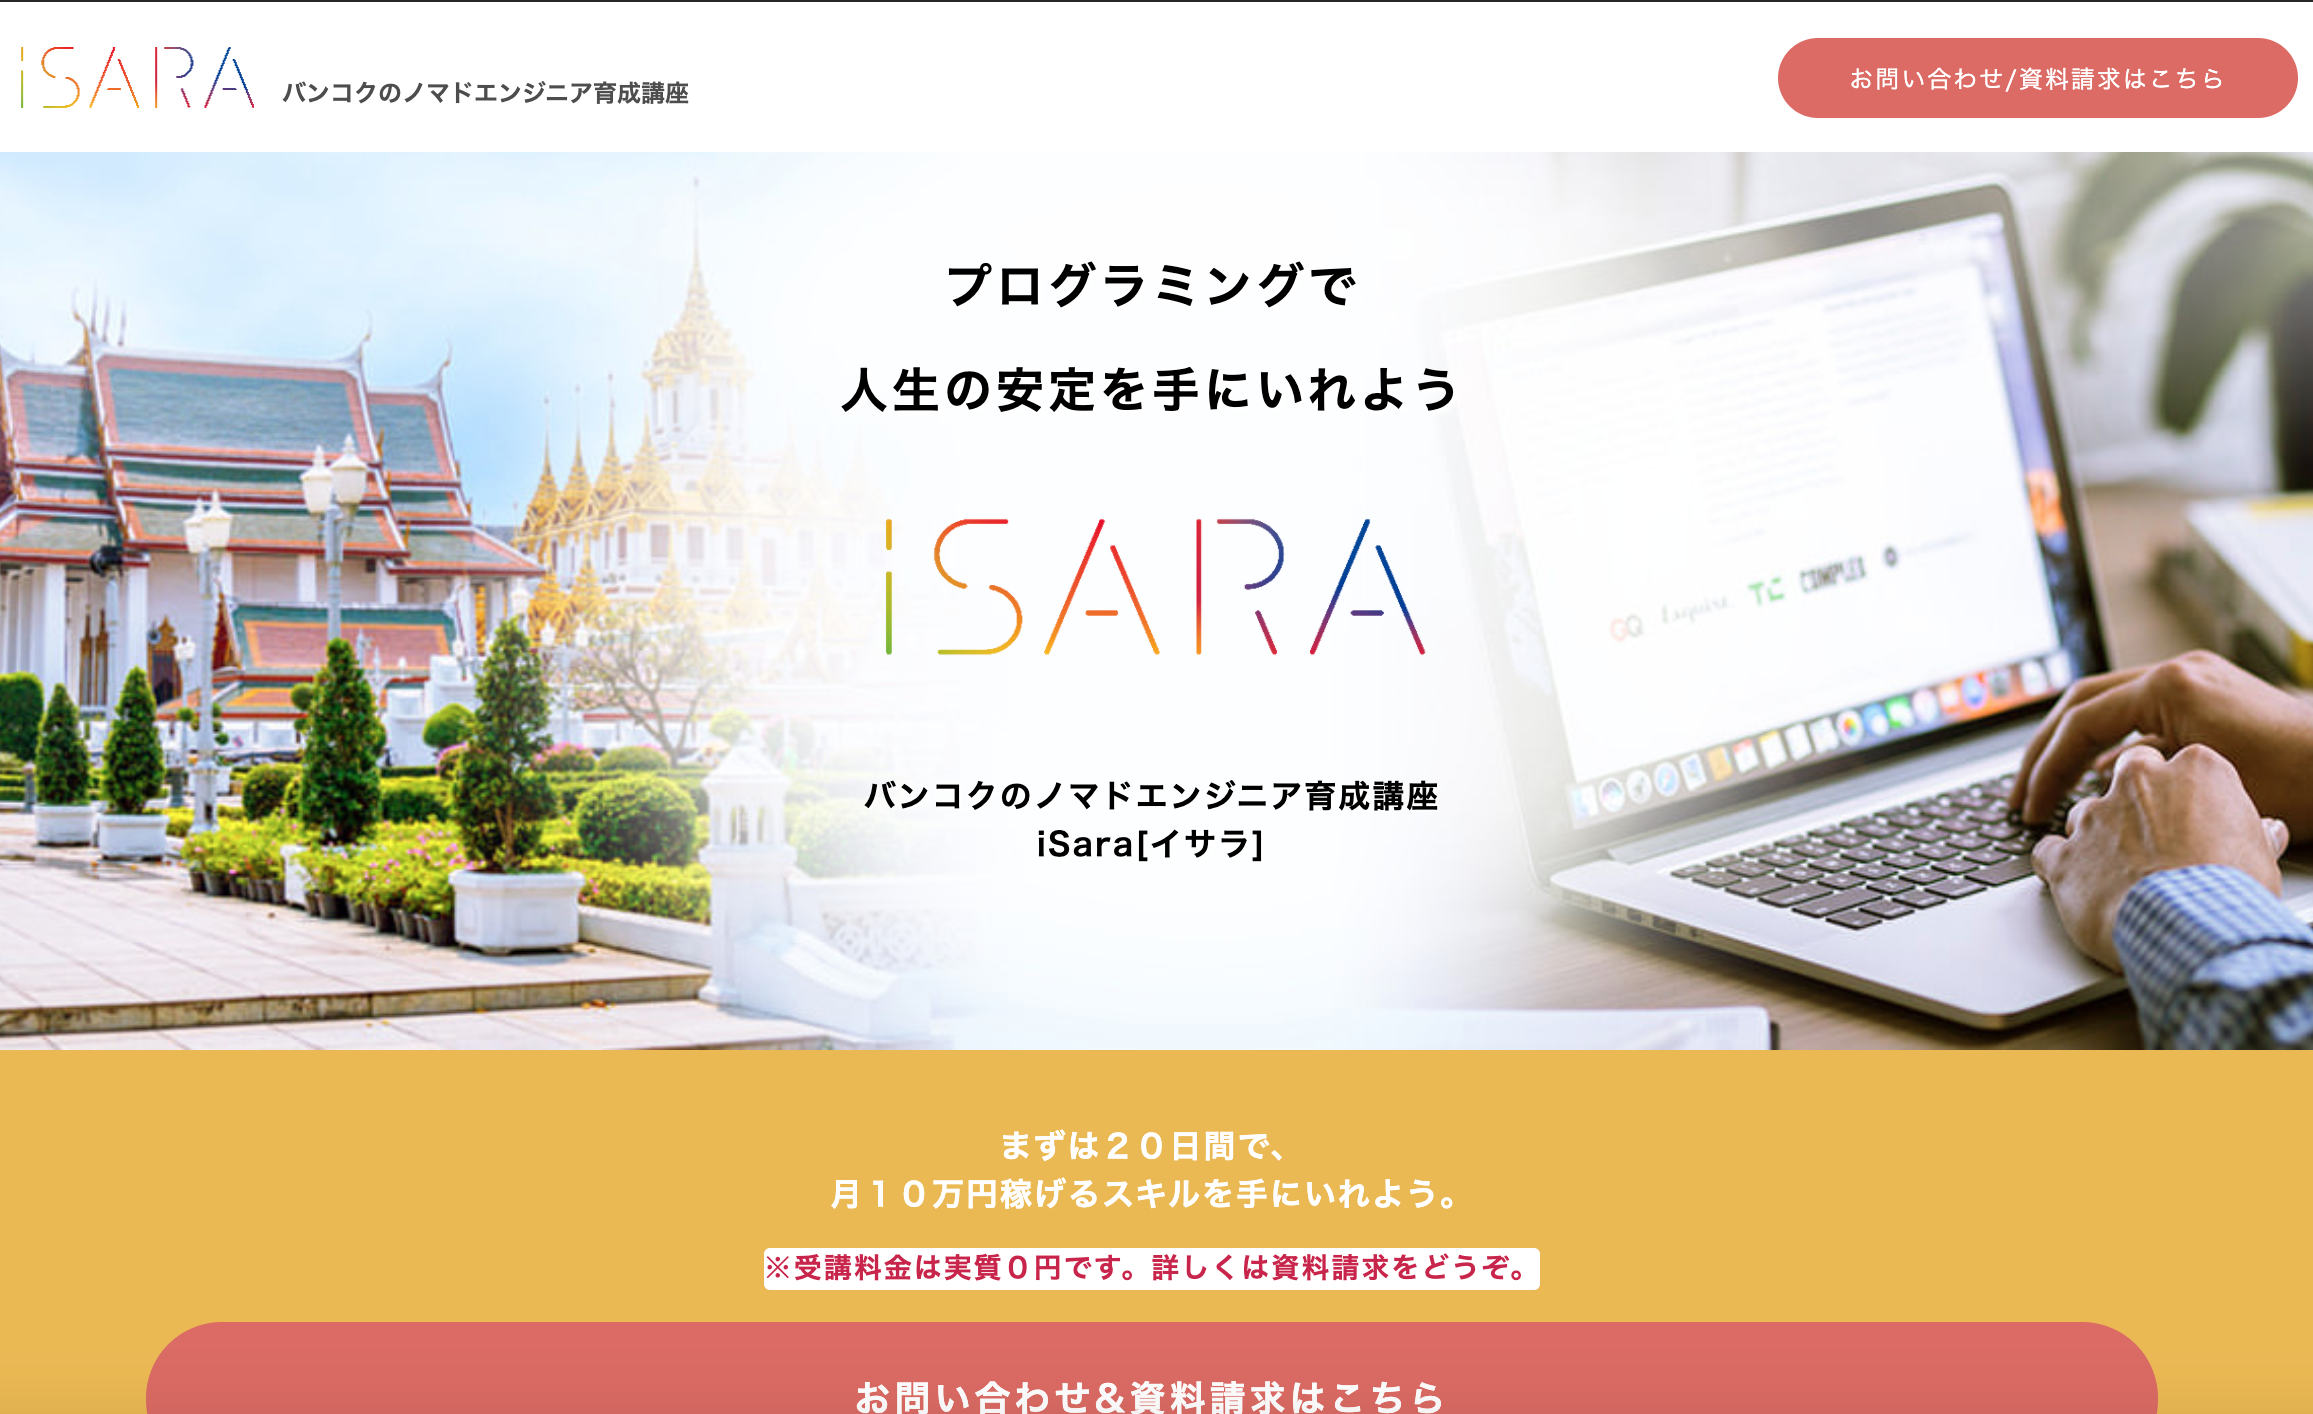 iSARA
バンコクのノマドエンジニア育成講座
お問い合わせ/資料請求はこちら
プログラミングで
人生の安定を手にいれよう
iSARA
GQ Esquire TC COMPLEX
バンコクのノマドエンジニア育成講座
iSara[イサラ]
まずは２０日間で、
月１０万円稼げるスキルを手にいれよう。
※受講料金は実質０円です。詳しくは資料請求をどうぞ。
お問い合わせ&資料請求はこちら